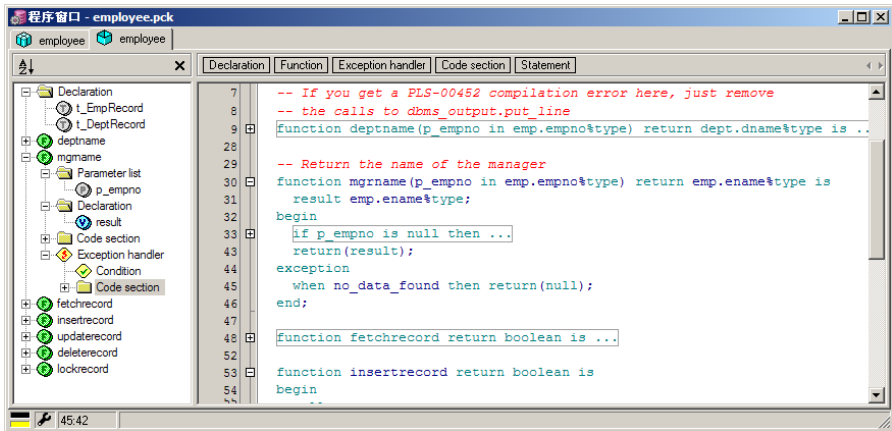 程序窗口 - employee.pck
employee employee
Declaration Function Exception handler Code section Statement
Declaration
t_EmpRecord
t_DeptRecord
deptname
mgrname
Parameter list
p_empno
Declaration
result
Code section
Exception handler
Condition
Code section
fetchrecord
insertrecord
updaterecord
deleterecord
lockrecord
7 -- If you get a PLS-00452 compilation error here, just remove
8 -- the calls to dbms_output.put_line
9 function deptname(p_empno in emp.empno%type) return dept.dname%type is ..
28
29 -- Return the name of the manager
30 function mgrname(p_empno in emp.empno%type) return emp.ename%type is
31 result emp.ename%type;
32 begin
33 if p_empno is null then ...
43 return(result);
44 exception
45 when no_data_found then return(null);
46 end;
47
48 function fetchrecord return boolean is ...
52
53 function insertrecord return boolean is
54 begin
45:42